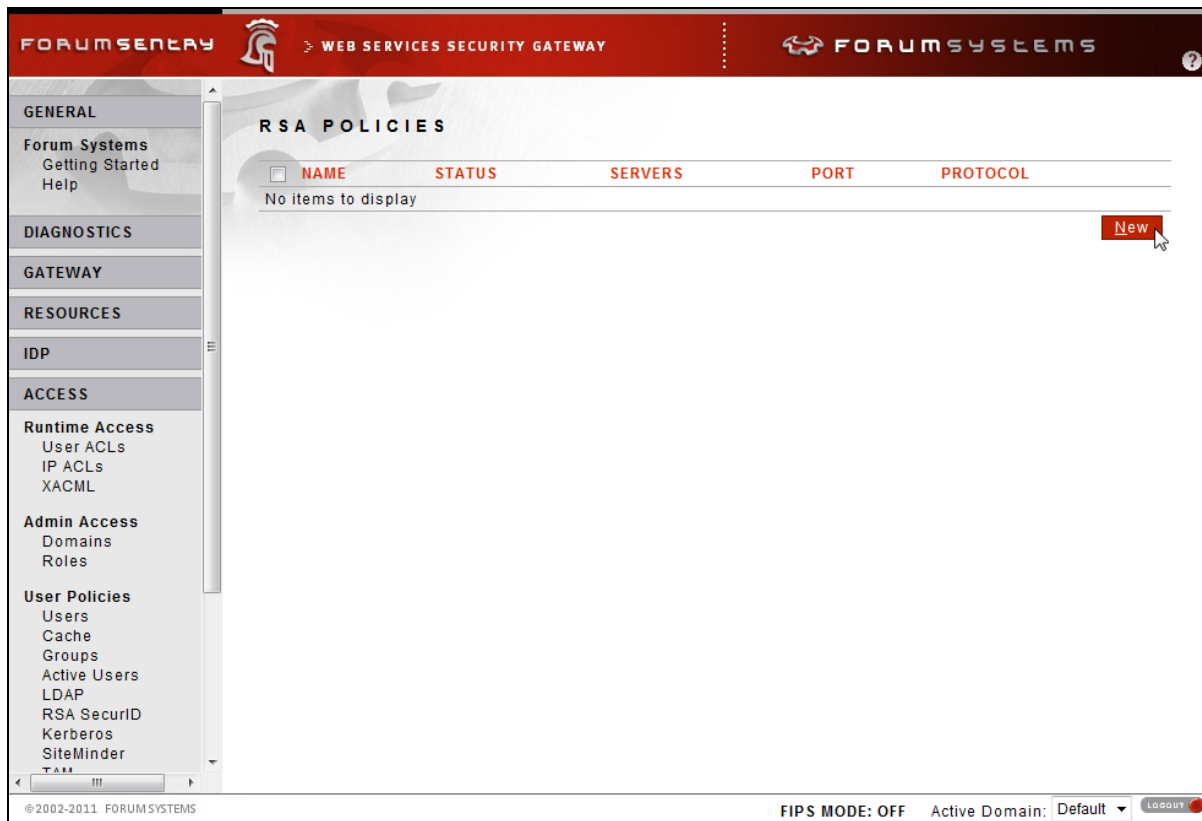 FORUMSENTRY
> WEB SERVICES SECURITY GATEWAY
FORUMSYSTEMS
?
GENERAL
Forum Systems
Getting Started
Help
DIAGNOSTICS
GATEWAY
RESOURCES
IDP
ACCESS
Runtime Access
User ACLs
IP ACLs
XACML
Admin Access
Domains
Roles
User Policies
Users
Cache
Groups
Active Users
LDAP
RSA SecurID
Kerberos
SiteMinder
TAM
RSA POLICIES
NAME STATUS SERVERS PORT PROTOCOL
No items to display
New
©2002-2011 FORUM SYSTEMS
FIPS MODE: OFF Active Domain: Default LOGOUT